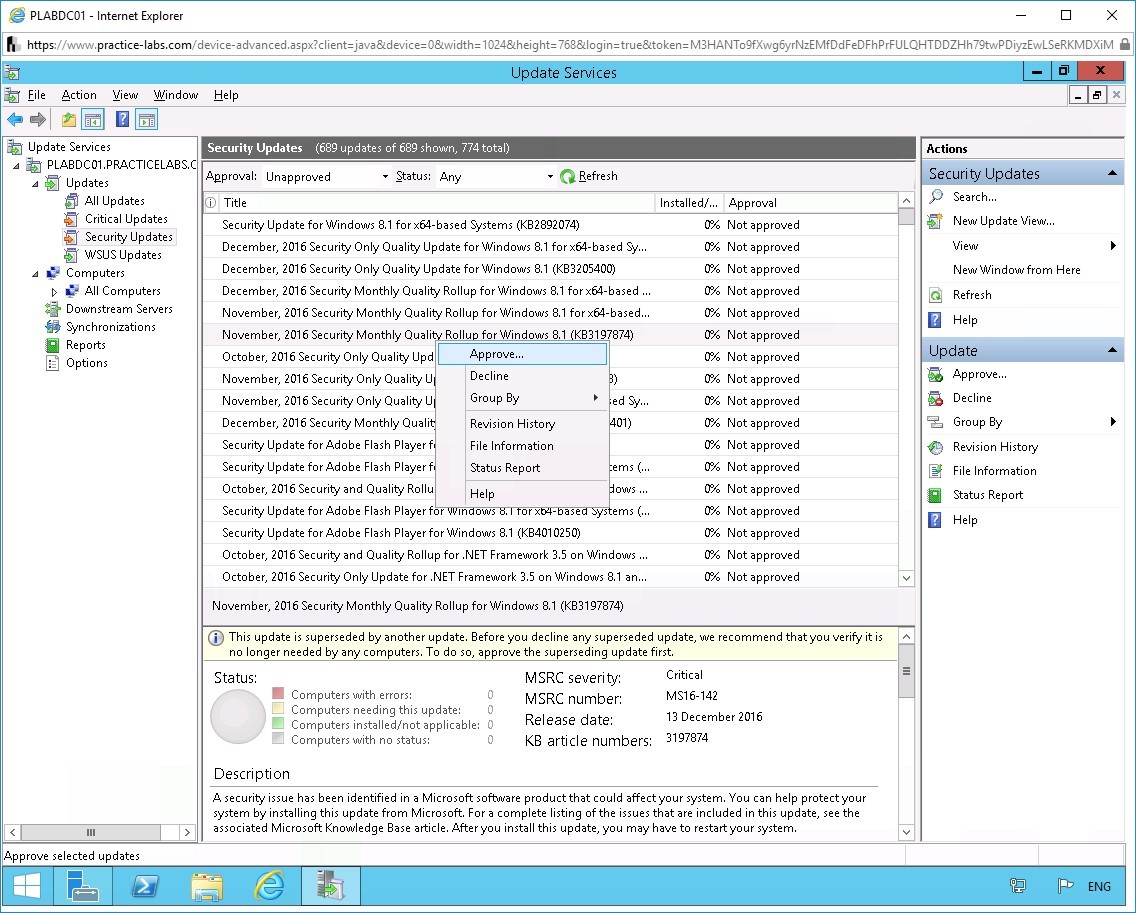 PLABDC01 - Internet Explorer
https://www.practice-labs.com/device-advanced.aspx?client=java&device=0&width=1024&height=768&login=true&token=M3HANTo9fXwg6yrNzEMfDdFeDFhPrFULQHTDDZHh79twPDiyzEwLSeRKMDXiM
Update Services
File Action View Window Help
Update Services
PLABDC01.PRACTICELABS.C
Updates
All Updates
Critical Updates
Security Updates
WSUS Updates
Computers
All Computers
Downstream Servers
Synchronizations
Reports
Options
Security Updates (689 updates of 689 shown, 774 total)
Approval: Unapproved Status: Any Refresh
Title Installed/... Approval
Security Update for Windows 8.1 for x64-based Systems (KB2892074) 0% Not approved
December, 2016 Security Only Quality Update for Windows 8.1 for x64-based Sy... 0% Not approved
December, 2016 Security Only Quality Update for Windows 8.1 (KB3205400) 0% Not approved
December, 2016 Security Monthly Quality Rollup for Windows 8.1 for x64-based ... 0% Not approved
November, 2016 Security Monthly Quality Rollup for Windows 8.1 for x64-based... 0% Not approved
November, 2016 Security Monthly Quality Rollup for Windows 8.1 (KB3197874) 0% Not approved
October, 2016 Security Only Quality Upd 0% Not approved
November, 2016 Security Only Quality U 3) 0% Not approved
November, 2016 Security Only Quality U ed Sy... 0% Not approved
December, 2016 Security Monthly Quality 401) 0% Not approved
Security Update for Adobe Flash Player f 0% Not approved
Security Update for Adobe Flash Player f tems (... 0% Not approved
October, 2016 Security and Quality Rollu dows ... 0% Not approved
Security Update for Adobe Flash Player for Windows 8.1 for x64-based Systems (... 0% Not approved
Security Update for Adobe Flash Player for Windows 8.1 (KB4010250) 0% Not approved
October, 2016 Security and Quality Rollup for .NET Framework 3.5 on Windows ... 0% Not approved
October, 2016 Security Only Update for .NET Framework 3.5 on Windows 8.1 an... 0% Not approved
Approve...
Decline
Group By
Revision History
File Information
Status Report
Help
November, 2016 Security Monthly Quality Rollup for Windows 8.1 (KB3197874)
This update is superseded by another update. Before you decline any superseded update, we recommend that you verify it is
no longer needed by any computers. To do so, approve the superseding update first.
Status:
Computers with errors: 0
Computers needing this update: 0
Computers installed/not applicable: 0
Computers with no status: 0
MSRC severity: Critical
MSRC number: MS16-142
Release date: 13 December 2016
KB article numbers: 3197874
Description
A security issue has been identified in a Microsoft software product that could affect your system. You can help protect your
system by installing this update from Microsoft. For a complete listing of the issues that are included in this update, see the
associated Microsoft Knowledge Base article. After you install this update, you may have to restart your system.
Actions
Security Updates
Search...
New Update View...
View
New Window from Here
Refresh
Help
Update
Approve...
Decline
Group By
Revision History
File Information
Status Report
Help
Approve selected updates
ENG